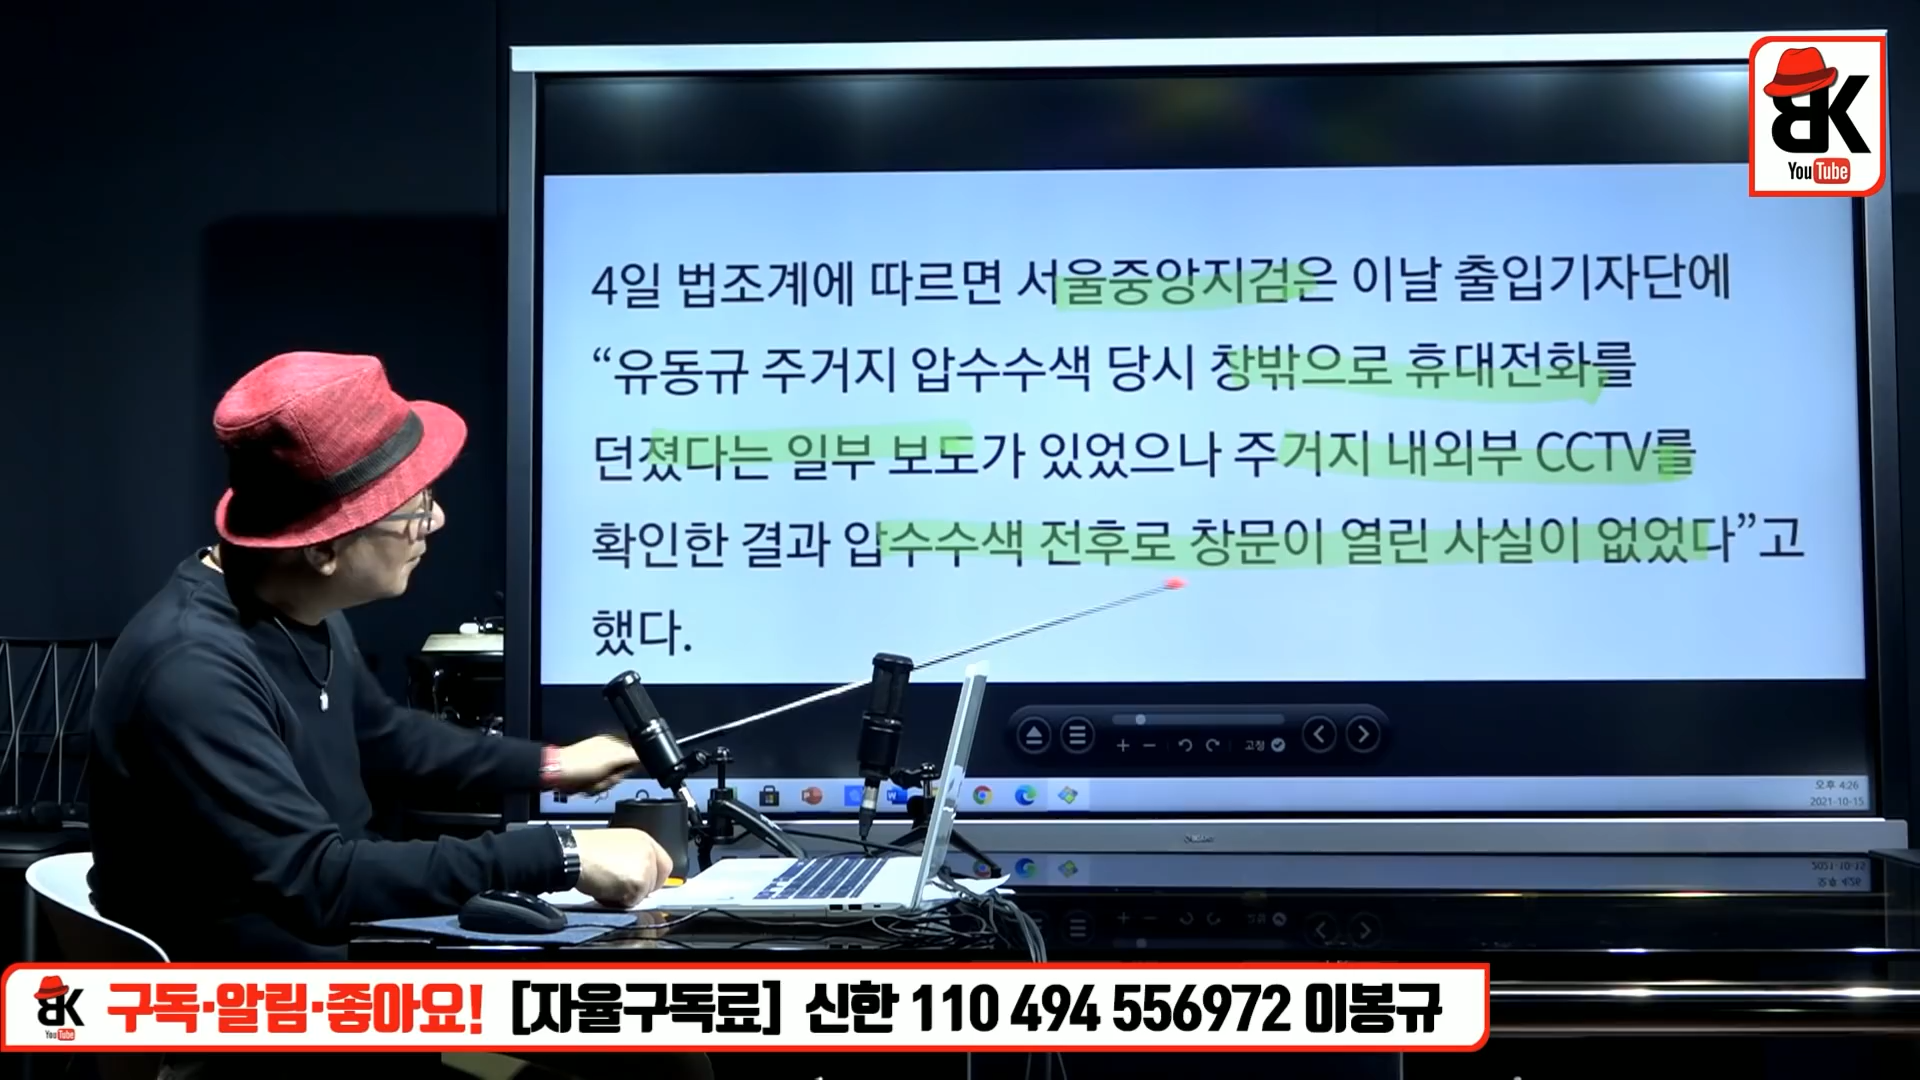 BK
YouTube
4일 법조계에 따르면 서울중앙지검은 이날 출입기자단에
“유동규 주거지 압수수색 당시 창밖으로 휴대전화를
던졌다는 일부 보도가 있었으나 주거지 내외부 CCTV를
확인한 결과 압수수색 전후로 창문이 열린 사실이 없었다”고
했다.
고정
오후 4:26
2021-10-15
BK
YouTube
구독·알림·좋아요! [자율구독료] 신한 110 494 556972 이봉규